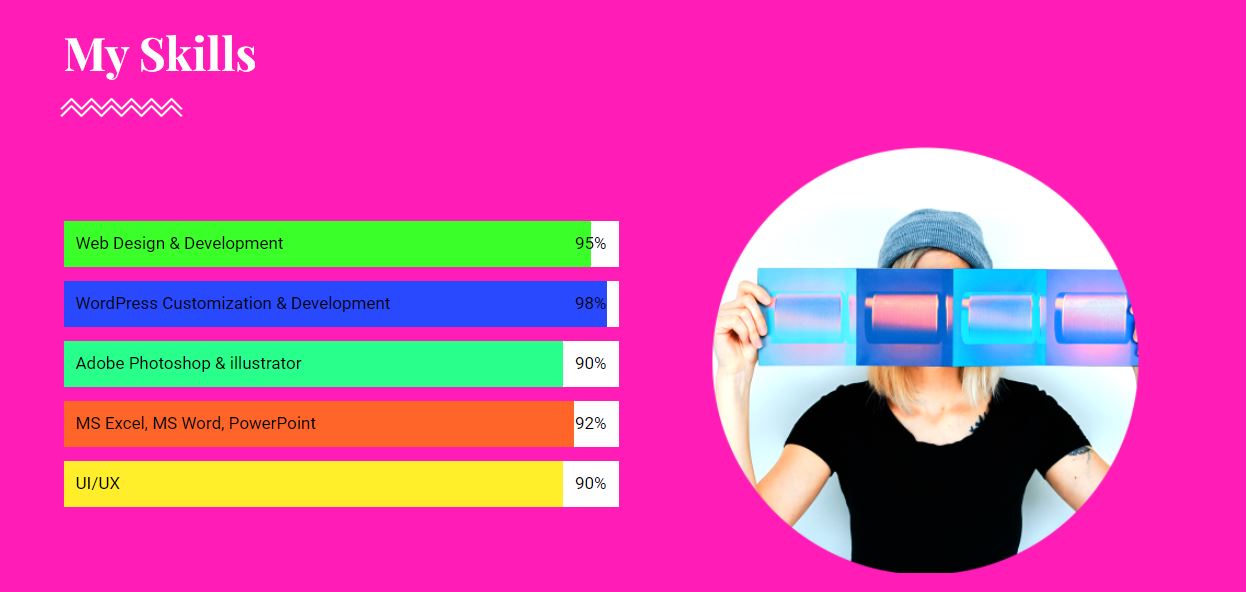 My Skills
Web Design & Development 95%
WordPress Customization & Development 98%
Adobe Photoshop & illustrator 90%
MS Excel, MS Word, PowerPoint 92%
UI/UX 90%